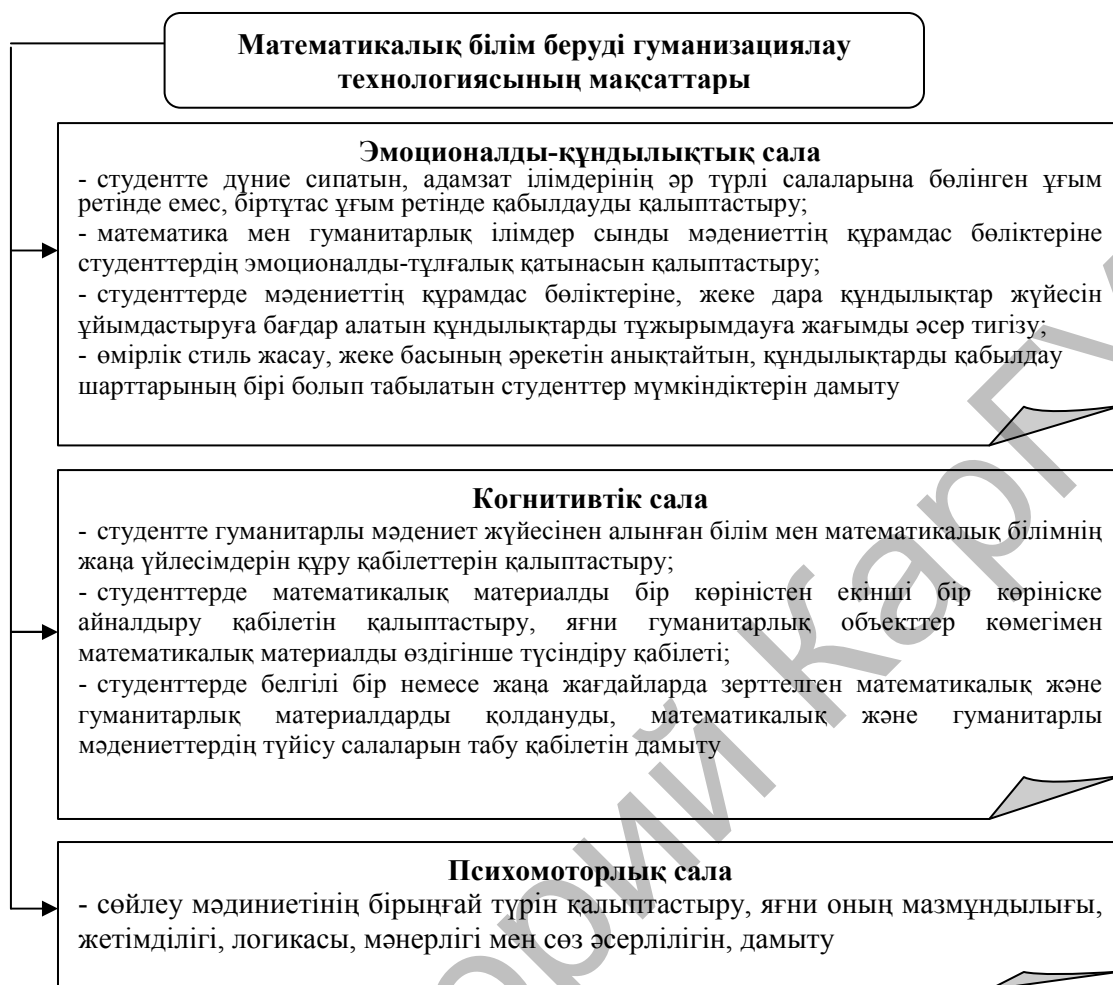 Математикалық білім беруді гуманизациялау
технологиясының мақсаттары
Эмоционалды-құндылықтық сала
- студентте дүние сипатын, адамзат ілімдерінің әр түрлі салаларына бөлінген ұғым
ретінде емес, біртұтас ұғым ретінде қабылдауды қалыптастыру;
- математика мен гуманитарлық ілімдер сынды мәдениеттің құрамдас бөліктеріне
студенттердің эмоционалды-тұлғалық қатынасын қалыптастыру;
- студенттерде мәдениеттің құрамдас бөліктеріне, жеке дара құндылықтар жүйесін
ұйымдастыруға бағдар алатын құндылықтарды тұжырымдауға жағымды әсер тигізу;
- өмірлік стиль жасау, жеке басының әрекетін анықтайтын, құндылықтарды қабылдау
шарттарының бірі болып табылатын студенттер мүмкіндіктерін дамыту
Когнитивтік сала
- студентте гуманитарлы мәдениет жүйесінен алынған білім мен математикалық білімнің
жаңа үйлесімдерін құру қабілеттерін қалыптастыру;
- студенттерде математикалық материалды бір көріністен екінші бір көрініске
айналдыру қабілетін қалыптастыру, яғни гуманитарлық объекттер көмегімен
математикалық материалды өздігінше түсіндіру қабілеті;
- студенттерде белгілі бір немесе жаңа жағдайларда зерттелген математикалық және
гуманитарлық материалдарды қолдануды, математикалық және гуманитарлы
мәдениеттердің түйісу салаларын табу қабілетін дамыту
Психомоторлық сала
- сөйлеу мәдиниетінің бірыңғай түрін қалыптастыру, яғни оның мазмұндылығы,
жетімділігі, логикасы, мәнерлігі мен сөз әсерлілігін, дамыту